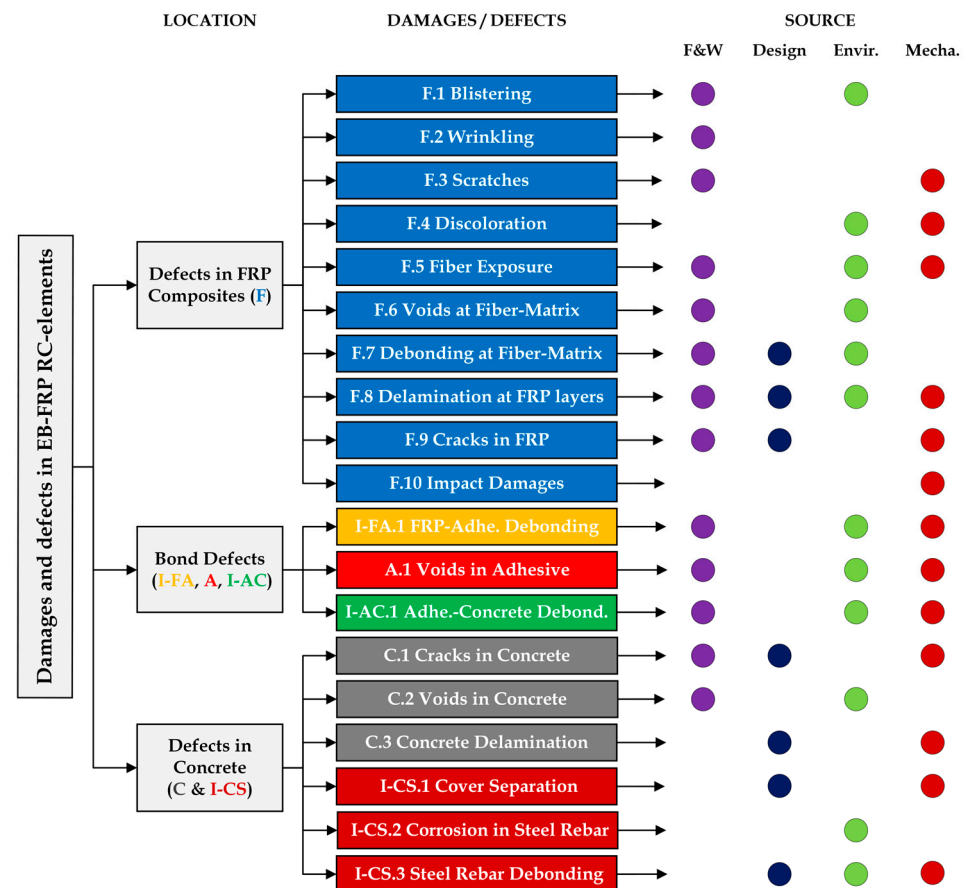 LOCATION
DAMAGES / DEFECTS
SOURCE
F&W
Design
Envir.
Mecha.
Damages and defects in EB-FRP RC-elements
Defects in FRP
Composites (F)
F.1 Blistering
F.2 Wrinkling
F.3 Scratches
F.4 Discoloration
F.5 Fiber Exposure
F.6 Voids at Fiber-Matrix
F.7 Debonding at Fiber-Matrix
F.8 Delamination at FRP layers
F.9 Cracks in FRP
F.10 Impact Damages
Bond Defects
(I-FA, A, I-AC)
I-FA.1 FRP-Adhe. Debonding
A.1 Voids in Adhesive
I-AC.1 Adhe.-Concrete Debond.
Defects in
Concrete
(C & I-CS)
C.1 Cracks in Concrete
C.2 Voids in Concrete
C.3 Concrete Delamination
I-CS.1 Cover Separation
I-CS.2 Corrosion in Steel Rebar
I-CS.3 Steel Rebar Debonding